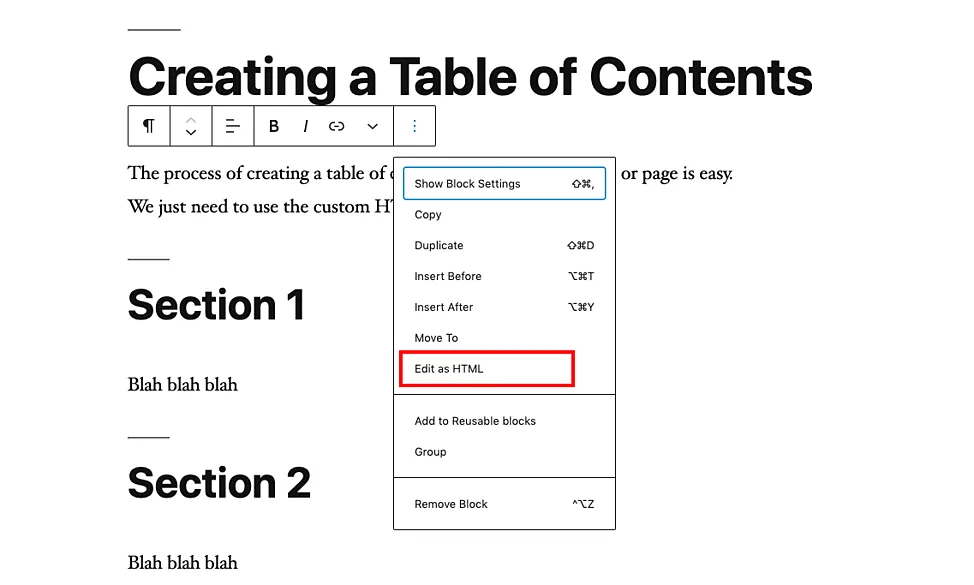 Creating a Table of Contents
¶ B I
The process of creating a table of or page is easy.
We just need to use the custom
Show Block Settings ⇧⌘,
Copy
Duplicate ⇧⌘D
Insert Before ⌥⌘T
Insert After ⌥⌘Y
Move To
Edit as HTML
Add to Reusable blocks
Group
Remove Block ^⌥Z
Section 1
Blah blah blah
Section 2
Blah blah blah